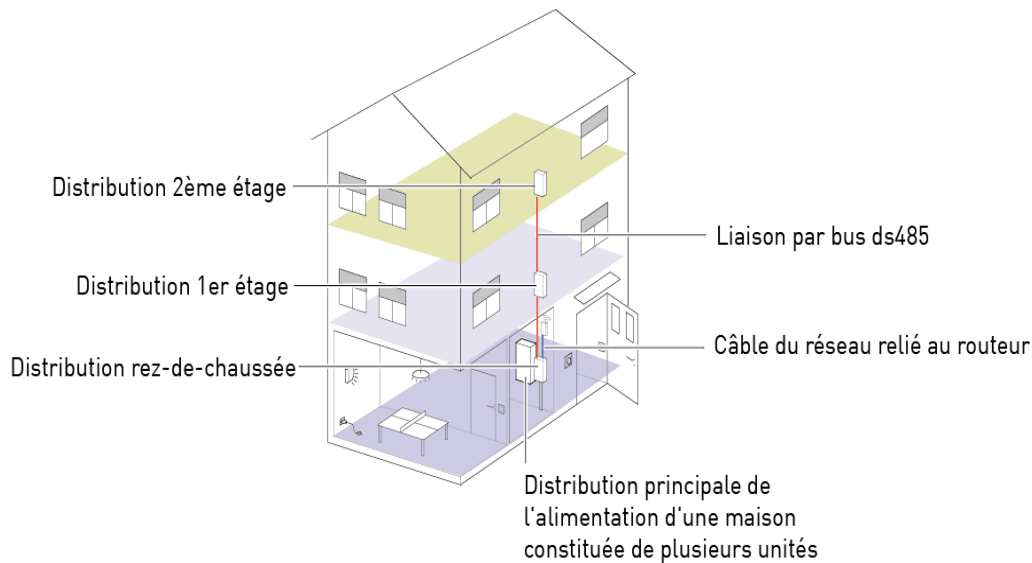 Distribution 2ème étage
Liaison par bus ds485
Distribution 1er étage
Câble du réseau relié au routeur
Distribution rez-de-chaussée
Distribution principale de
l'alimentation d'une maison
constituée de plusieurs unités